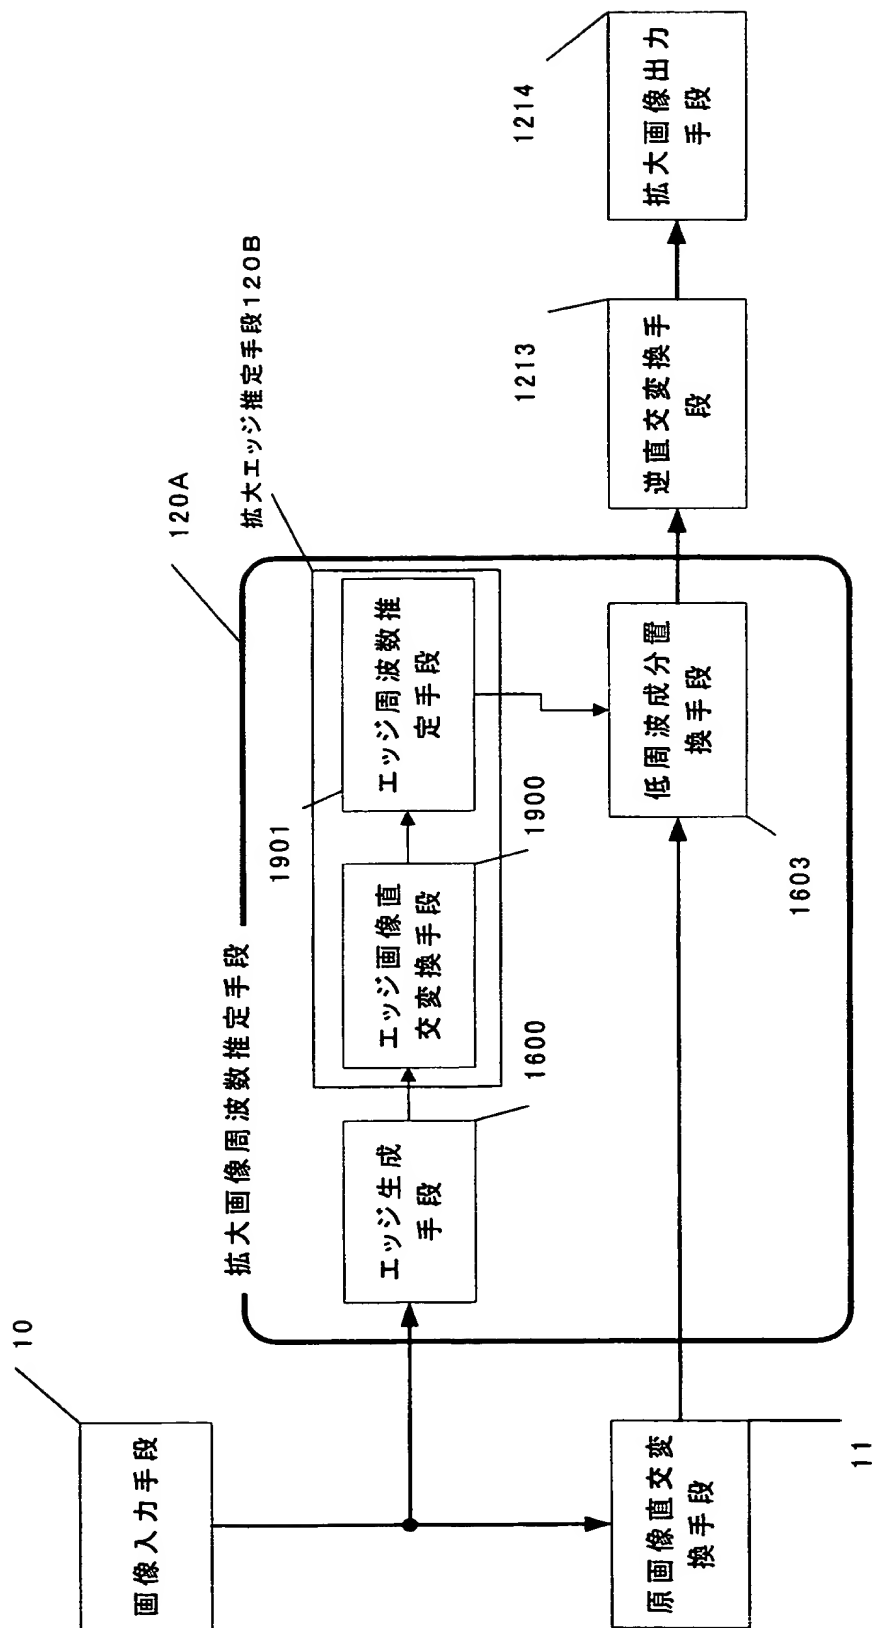 10
画像入力手段
原画像直交変
換手段
11
拡大画像周波数推定手段
120A
エッジ生成
手段
1600
拡大エッジ推定手段120B
エッジ画像直
交変換手段
1900
エッジ周波数推
定手段
1901
低周波成分置
換手段
1603
逆直交変換手
段
1213
拡大画像出力
手段
1214